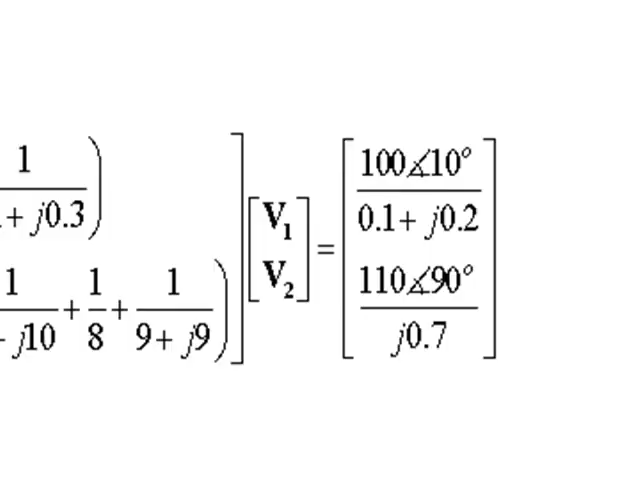 1 / + j0.3 )
1 / - j10 + 1/8 + 1 / 9 + j9 )
[ V₁ V₂ ] = [ 100∡10° / 0.1 + j0.2
110∡90° / j0.7 ]